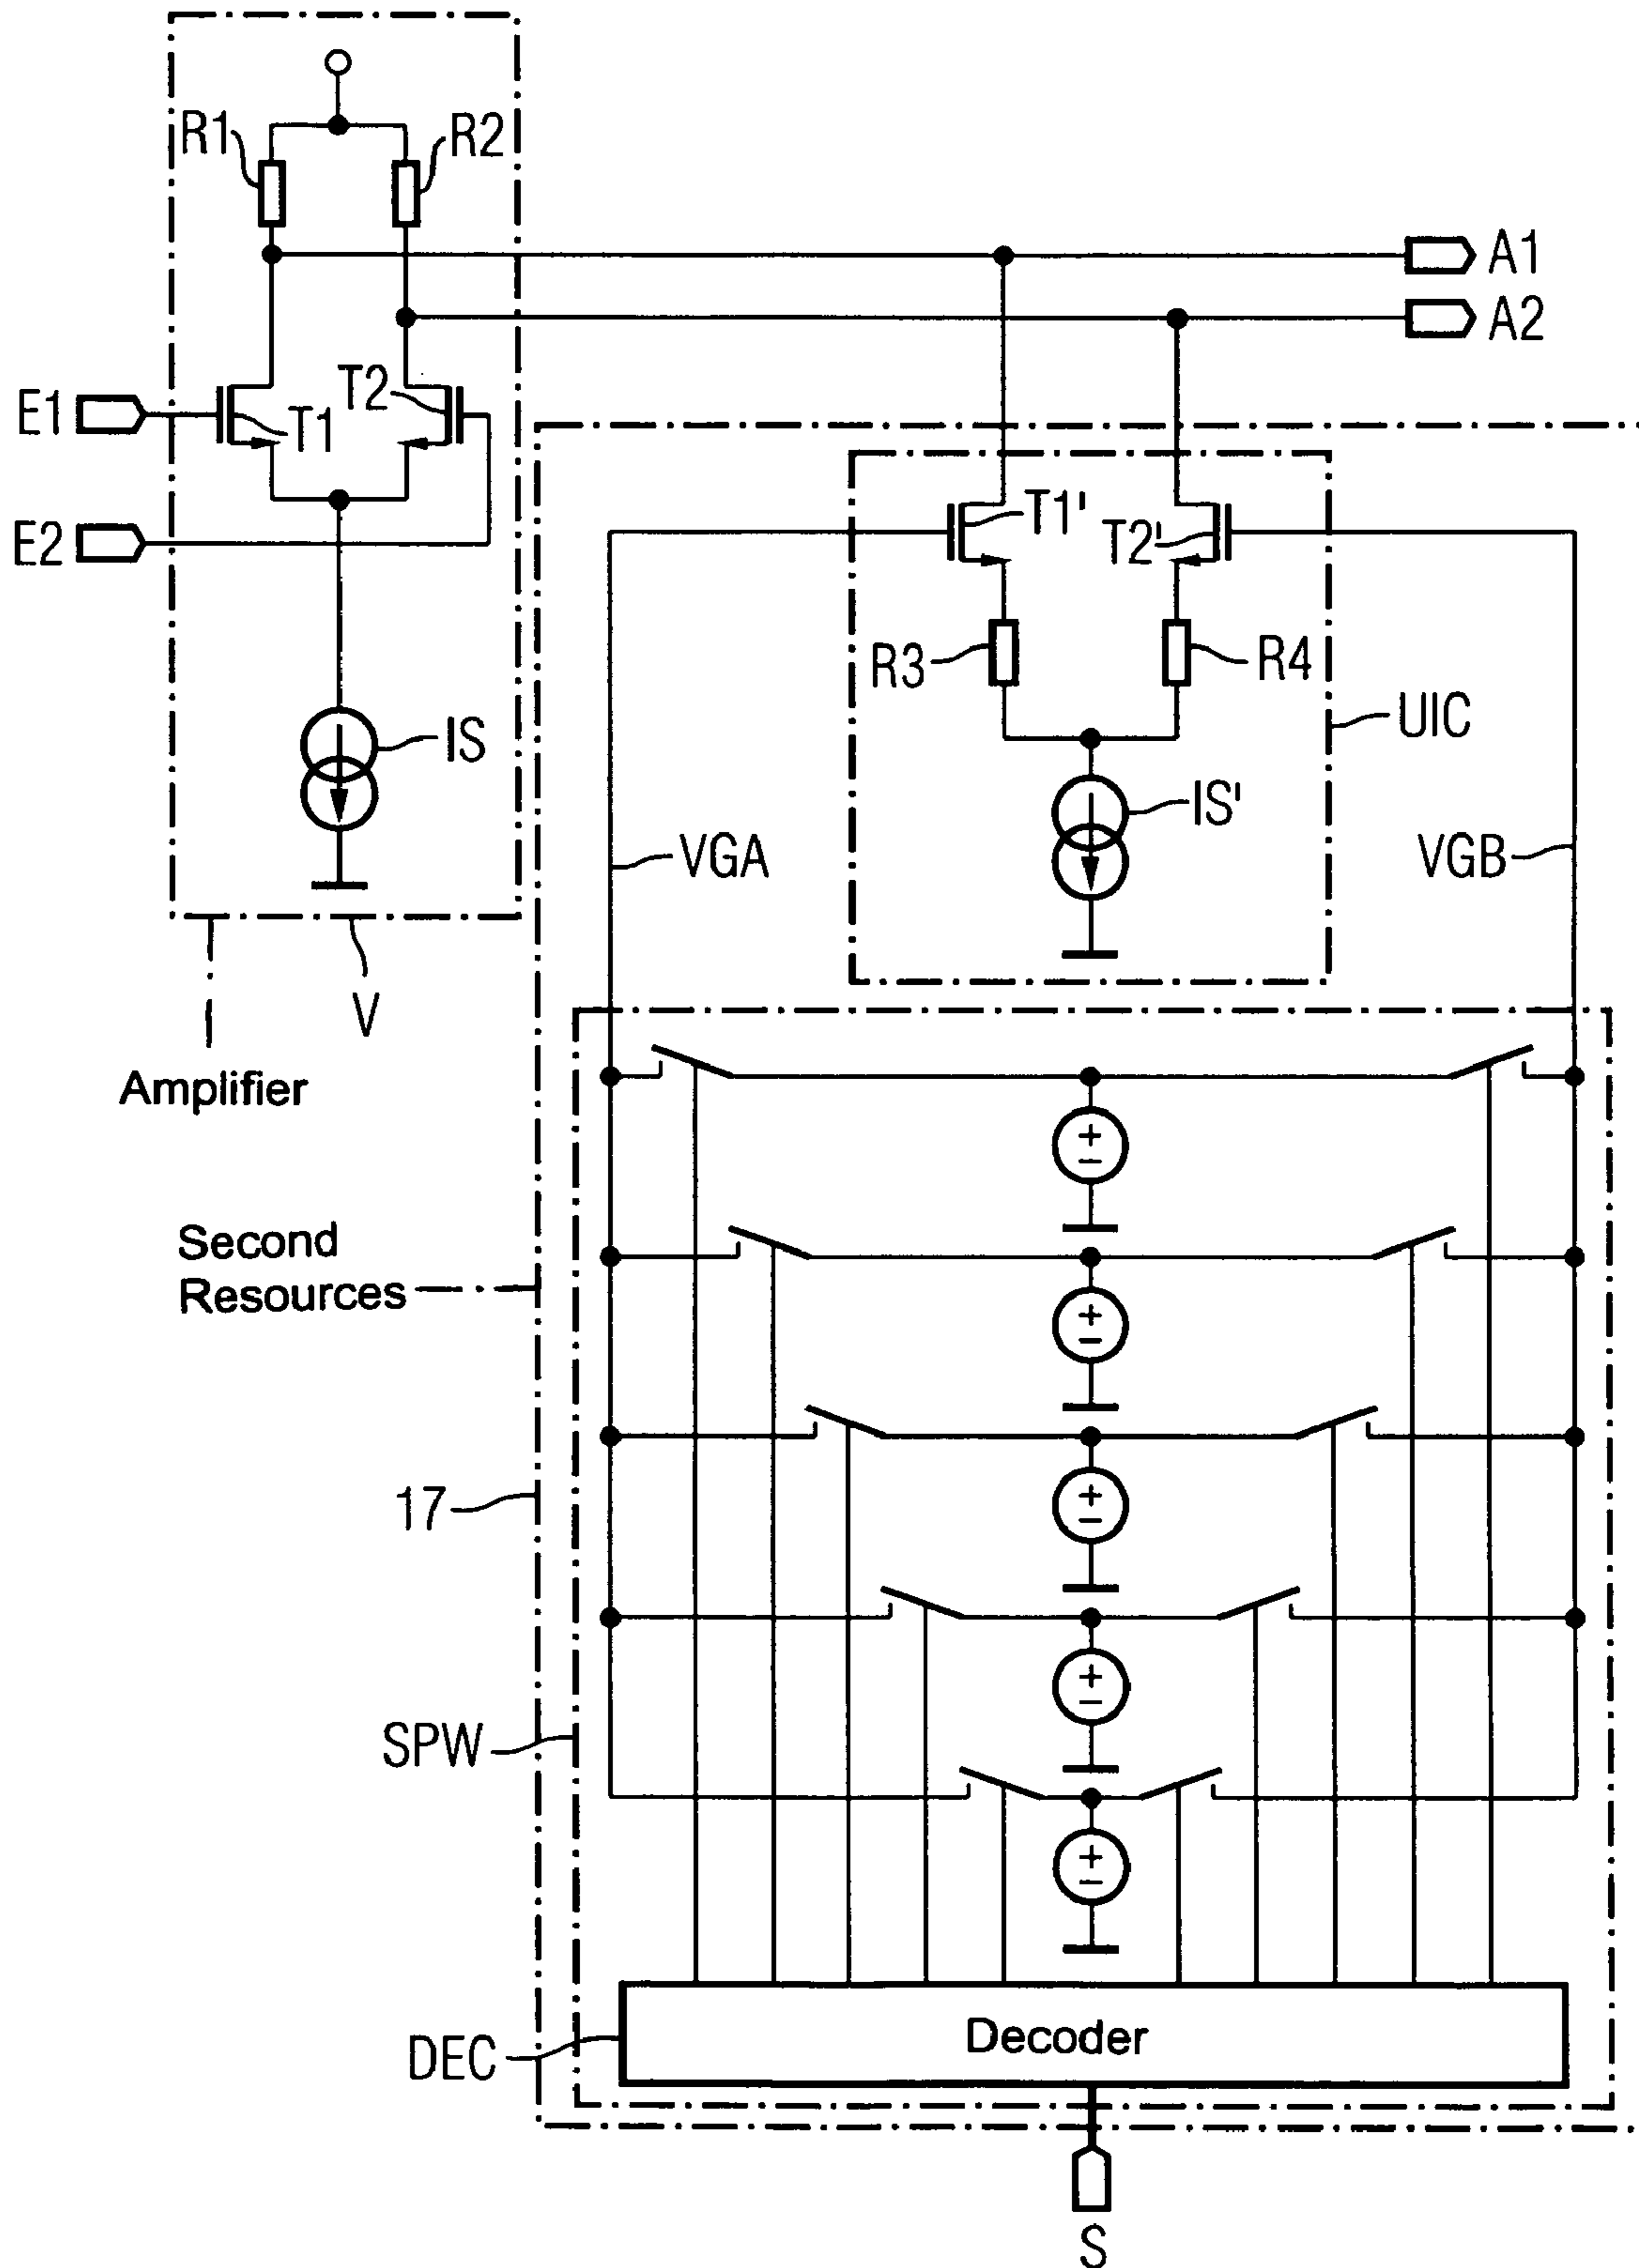 R1
R2
A1
A2
E1
T1
T2
E2
T1'
T2'
R3
R4
UIC
IS
IS'
VGA
VGB
V
Amplifier
+
−
Second
Resources
+
−
17
+
−
SPW
+
−
+
−
DEC
Decoder
S